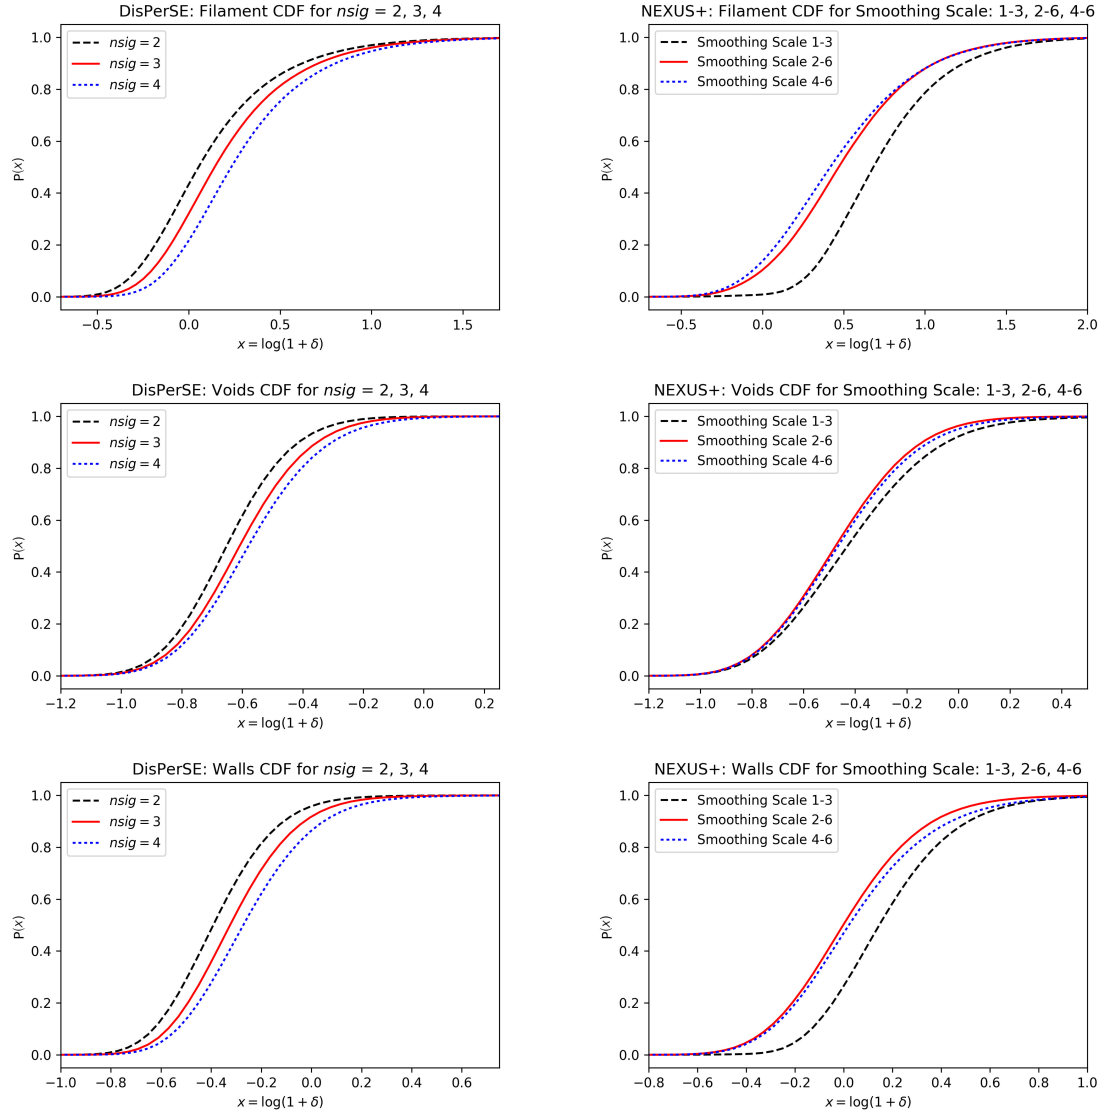 DisPerSE: Filament CDF for nsig = 2, 3, 4
1.0
0.8
0.6
0.4
0.2
0.0
P(x)
nsig = 2
nsig = 3
nsig = 4
−0.5 0.0 0.5 1.0 1.5
x = log(1 + δ)
NEXUS+: Filament CDF for Smoothing Scale: 1-3, 2-6, 4-6
1.0
0.8
0.6
0.4
0.2
0.0
P(x)
Smoothing Scale 1-3
Smoothing Scale 2-6
Smoothing Scale 4-6
−0.5 0.0 0.5 1.0 1.5 2.0
x = log(1 + δ)
DisPerSE: Voids CDF for nsig = 2, 3, 4
1.0
0.8
0.6
0.4
0.2
0.0
P(x)
nsig = 2
nsig = 3
nsig = 4
−1.2 −1.0 −0.8 −0.6 −0.4 −0.2 0.0 0.2
x = log(1 + δ)
NEXUS+: Voids CDF for Smoothing Scale: 1-3, 2-6, 4-6
1.0
0.8
0.6
0.4
0.2
0.0
P(x)
Smoothing Scale 1-3
Smoothing Scale 2-6
Smoothing Scale 4-6
−1.2 −1.0 −0.8 −0.6 −0.4 −0.2 0.0 0.2 0.4
x = log(1 + δ)
DisPerSE: Walls CDF for nsig = 2, 3, 4
1.0
0.8
0.6
0.4
0.2
0.0
P(x)
nsig = 2
nsig = 3
nsig = 4
−1.0 −0.8 −0.6 −0.4 −0.2 0.0 0.2 0.4 0.6
x = log(1 + δ)
NEXUS+: Walls CDF for Smoothing Scale: 1-3, 2-6, 4-6
1.0
0.8
0.6
0.4
0.2
0.0
P(x)
Smoothing Scale 1-3
Smoothing Scale 2-6
Smoothing Scale 4-6
−0.8 −0.6 −0.4 −0.2 0.0 0.2 0.4 0.6 0.8 1.0
x = log(1 + δ)